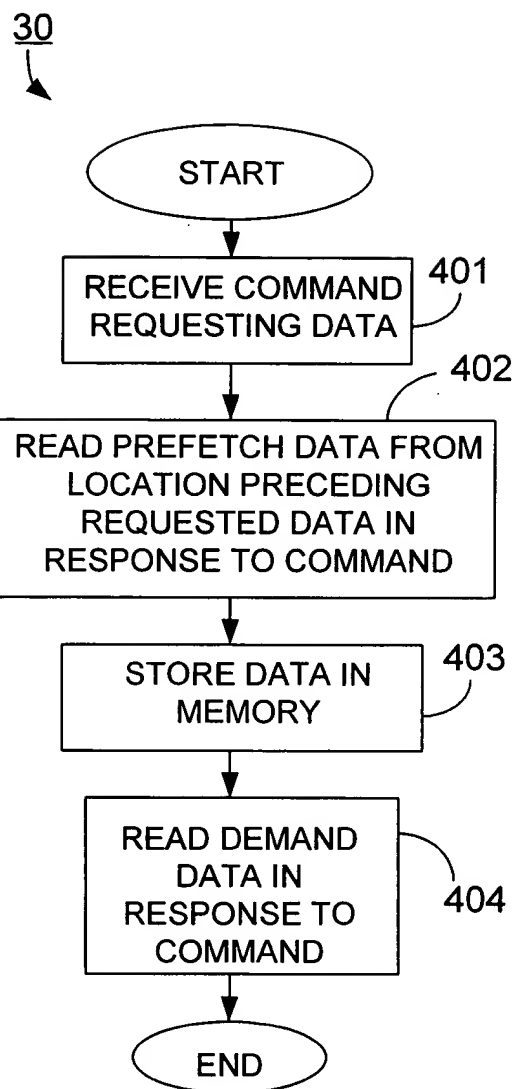 30
START
RECEIVE COMMAND
REQUESTING DATA
401
402
READ PREFETCH DATA FROM
LOCATION PRECEDING
REQUESTED DATA IN
RESPONSE TO COMMAND
STORE DATA IN
MEMORY
403
READ DEMAND
DATA IN
RESPONSE TO
COMMAND
404
END